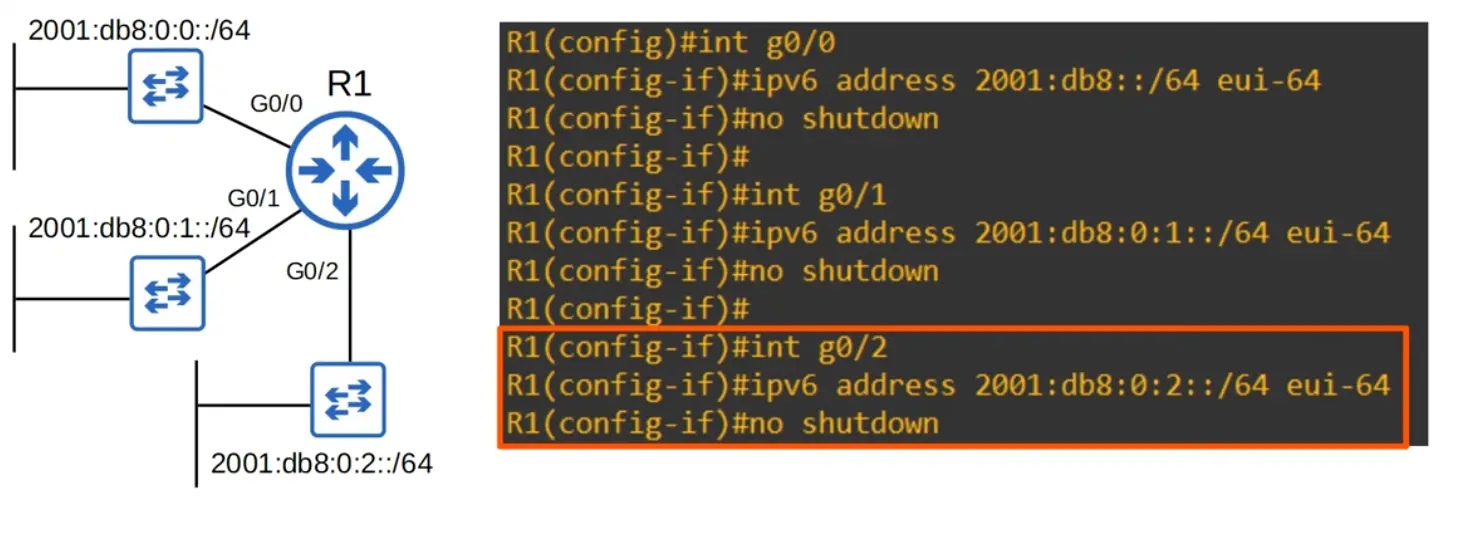 2001:db8:0:0::/64
G0/0
R1
G0/1
2001:db8:0:1::/64
G0/2
2001:db8:0:2::/64
R1(config)#int g0/0
R1(config-if)#ipv6 address 2001:db8::/64 eui-64
R1(config-if)#no shutdown
R1(config-if)#
R1(config-if)#int g0/1
R1(config-if)#ipv6 address 2001:db8:0:1::/64 eui-64
R1(config-if)#no shutdown
R1(config-if)#
R1(config-if)#int g0/2
R1(config-if)#ipv6 address 2001:db8:0:2::/64 eui-64
R1(config-if)#no shutdown